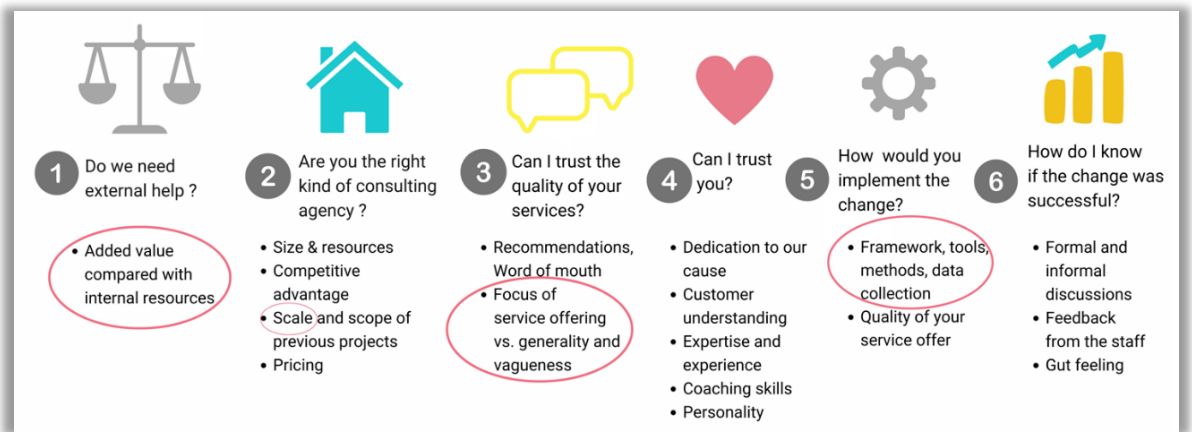 1
Do we need
external help ?
• Added value
compared with
internal resources
2
Are you the right
kind of consulting
agency ?
• Size & resources
• Competitive
advantage
• Scale and scope of
previous projects
• Pricing
3
Can I trust the
quality of your
services?
• Recommendations,
Word of mouth
• Focus of
service offering
vs. generality and
vagueness
4
Can I trust
you?
• Dedication to our
cause
• Customer
understanding
• Expertise and
experience
• Coaching skills
• Personality
5
How would you
implement the
change?
• Framework, tools,
methods, data
collection
• Quality of your
service offer
6
How do I know
if the change was
successful?
• Formal and
informal
discussions
• Feedback
from the staff
• Gut feeling